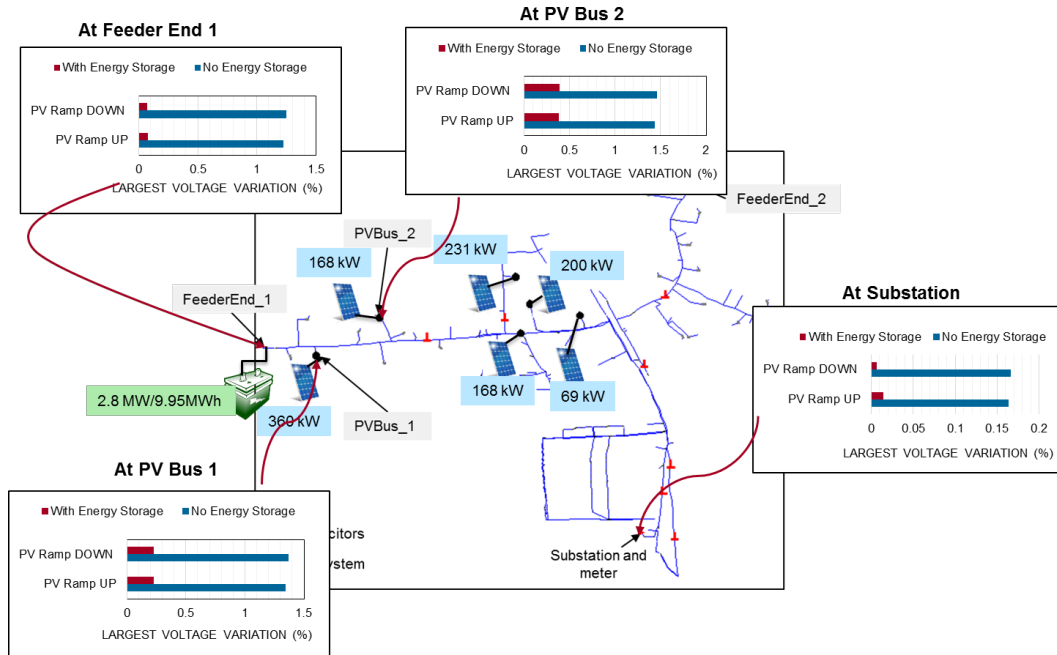 At Feeder End 1
With Energy Storage
No Energy Storage
PV Ramp DOWN
PV Ramp UP
0
0.5
1
1.5
LARGEST VOLTAGE VARIATION (%)
At PV Bus 2
With Energy Storage
No Energy Storage
PV Ramp DOWN
PV Ramp UP
0
0.5
1
1.5
2
LARGEST VOLTAGE VARIATION (%)
FeederEnd_2
PVBus_2
168 kW
231 kW
200 kW
FeederEnd_1
2.8 MW/9.95MWh
360 kW
PVBus_1
168 kW
69 kW
At Substation
With Energy Storage
No Energy Storage
PV Ramp DOWN
PV Ramp UP
0
0.05
0.1
0.15
0.2
LARGEST VOLTAGE VARIATION (%)
At PV Bus 1
With Energy Storage
No Energy Storage
PV Ramp DOWN
PV Ramp UP
0
0.5
1
1.5
LARGEST VOLTAGE VARIATION (%)
citors
ystem
Substation and
meter